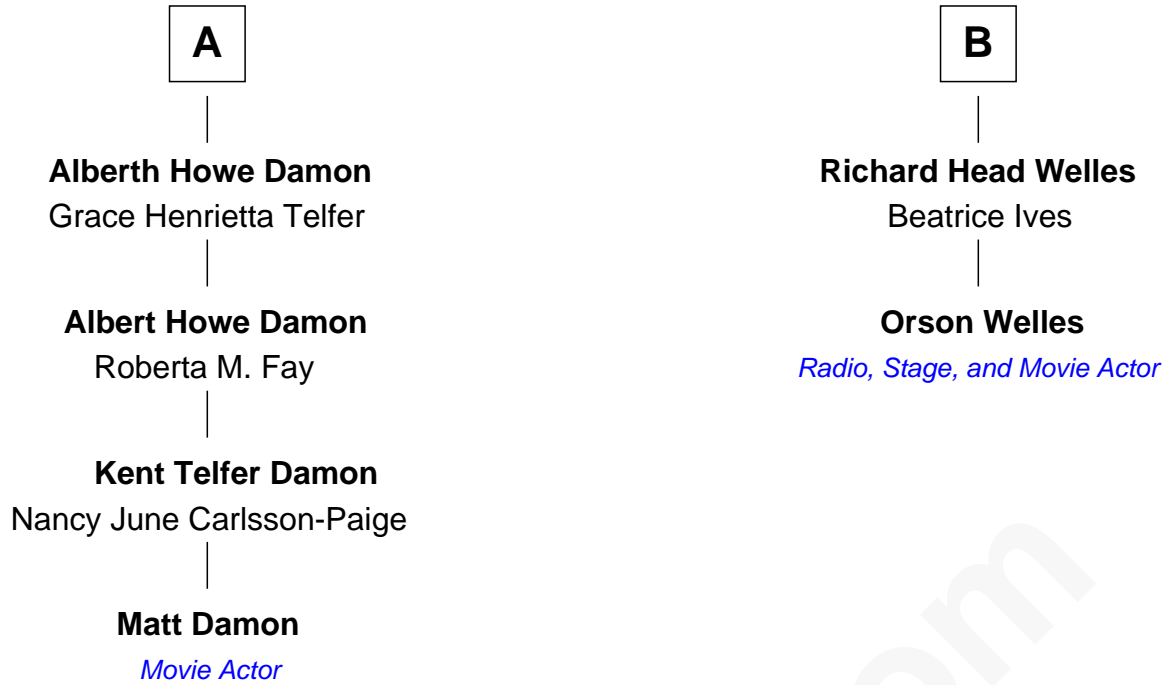 A
Alberth Howe Damon
Grace Henrietta Telfer
Albert Howe Damon
Roberta M. Fay
Kent Telfer Damon
Nancy June Carlsson-Paige
Matt Damon
Movie Actor
B
Richard Head Welles
Beatrice Ives
Orson Welles
Radio, Stage, and Movie Actor
om